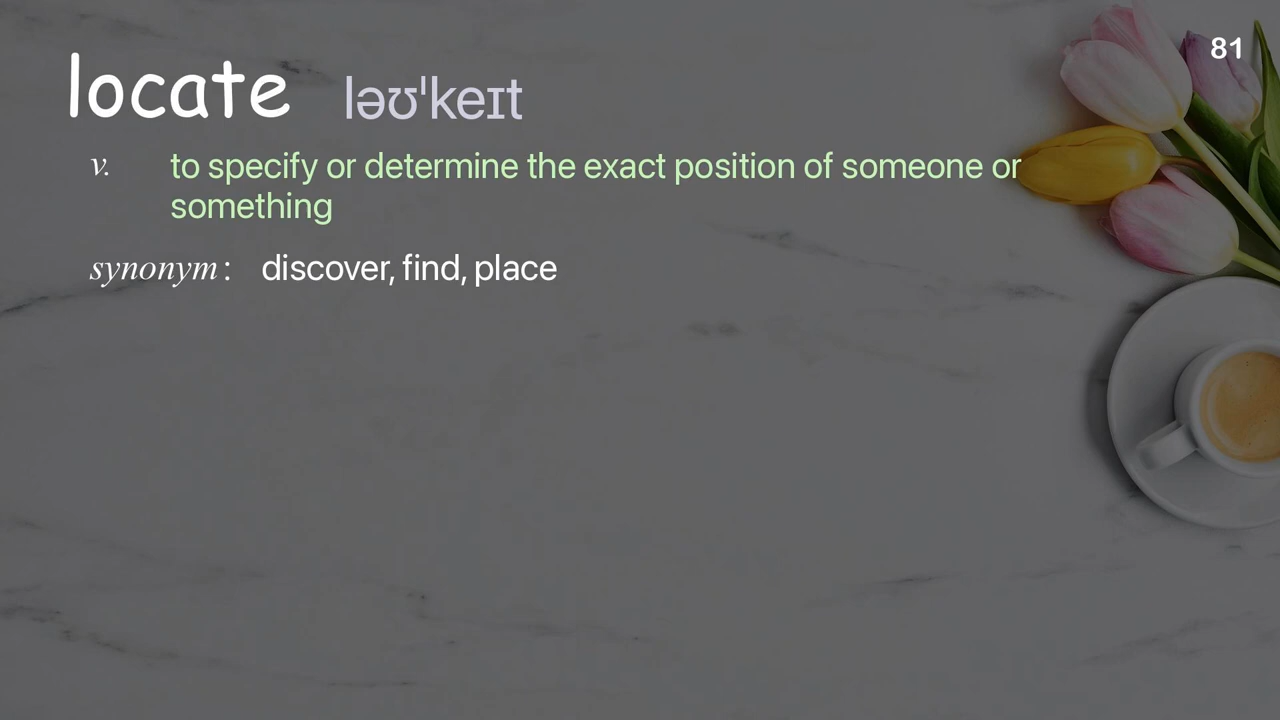 81
locate ləʊˈkeɪt
v. to specify or determine the exact position of someone or
something
synonym : discover, find, place